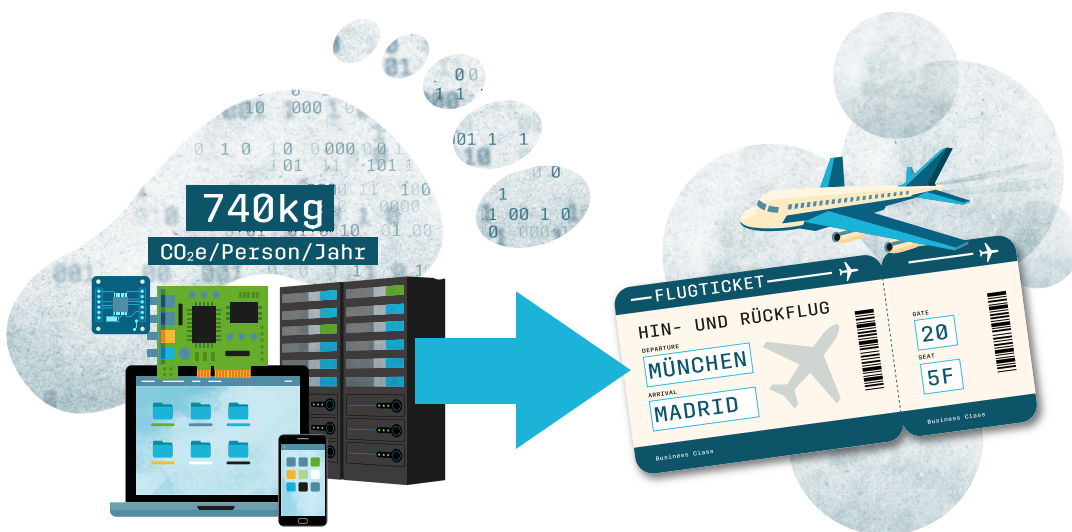 740kg
CO₂e/Person/Jahr
FLUGTICKET
HIN- UND RÜCKFLUG
DEPARTURE
MÜNCHEN
ARRIVAL
MADRID
Business Class
GATE
20
SEAT
5F
Business Class